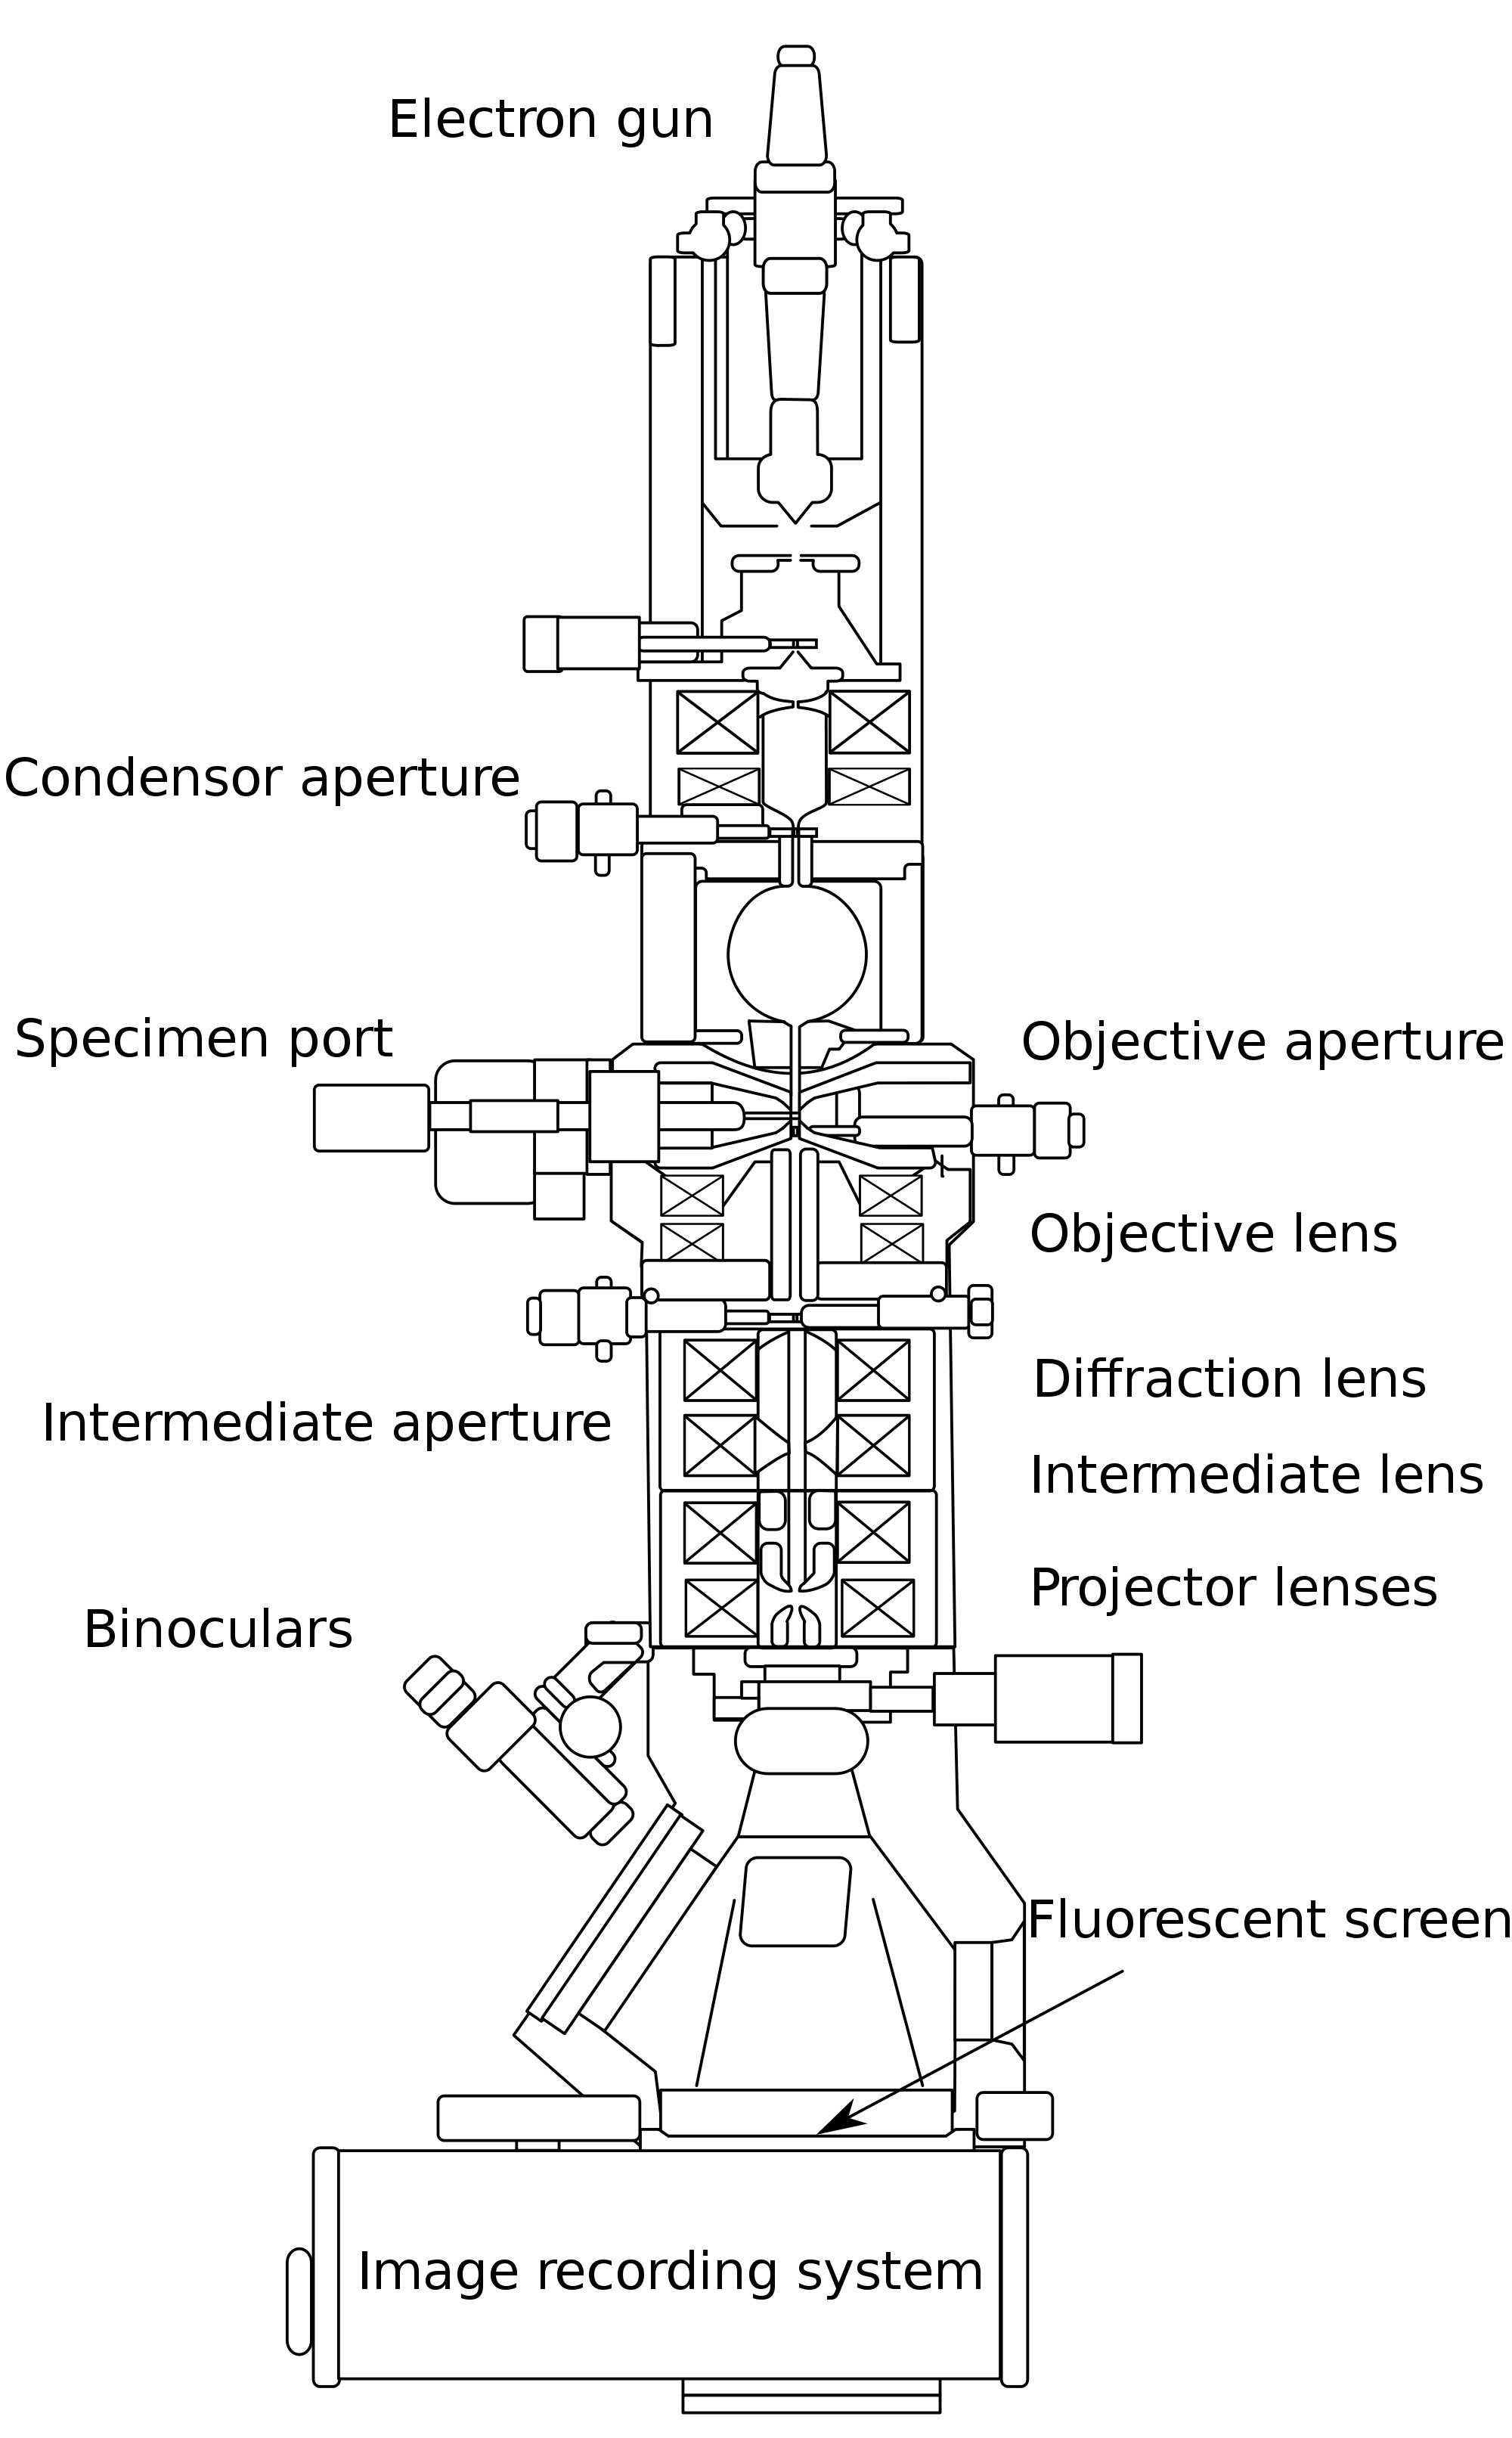 Electron gun
Condensor aperture
Specimen port
Objective aperture
Objective lens
Diffraction lens
Intermediate aperture
Intermediate lens
Projector lenses
Binoculars
Fluorescent screen
Image recording system